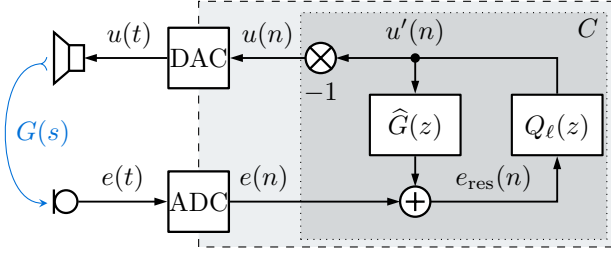 u(t) DAC u(n) u′(n) C
−1
G(s) Ĝ(z) Q_ℓ(z)
e(t) ADC e(n) e_res(n)